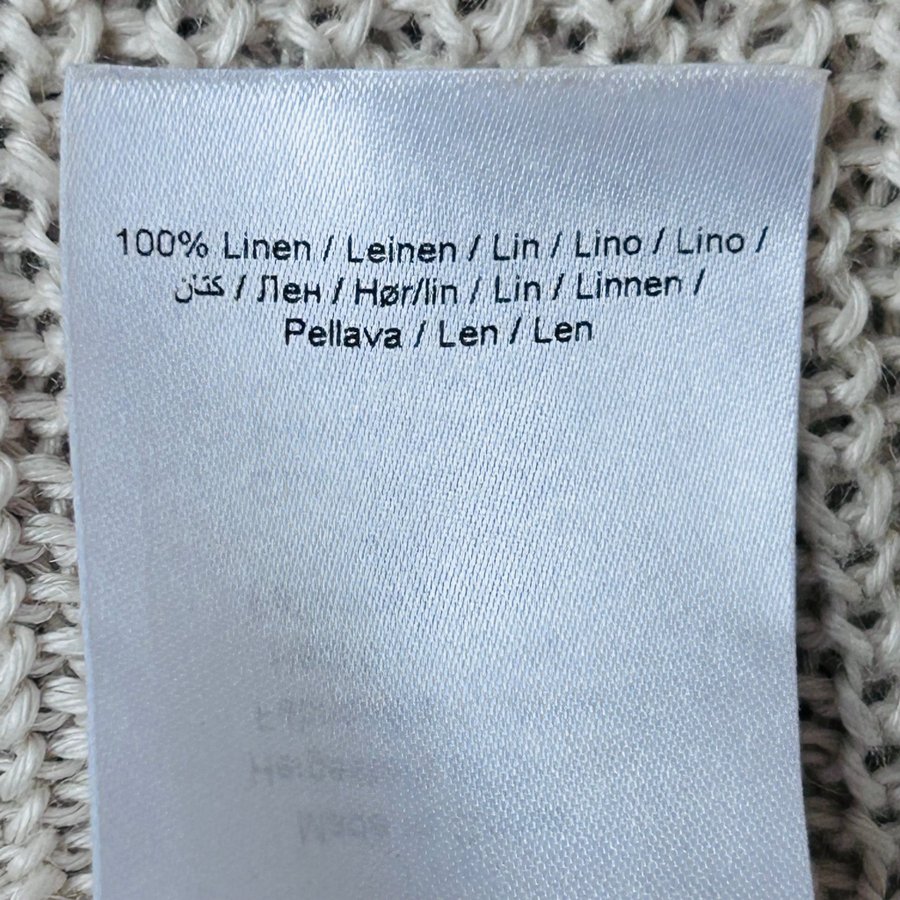 100% Linen / Leinen / Lin / Lino / Lino /
كتان / Лен / Hør/lin / Lin / Linnen /
Pellava / Len / Len